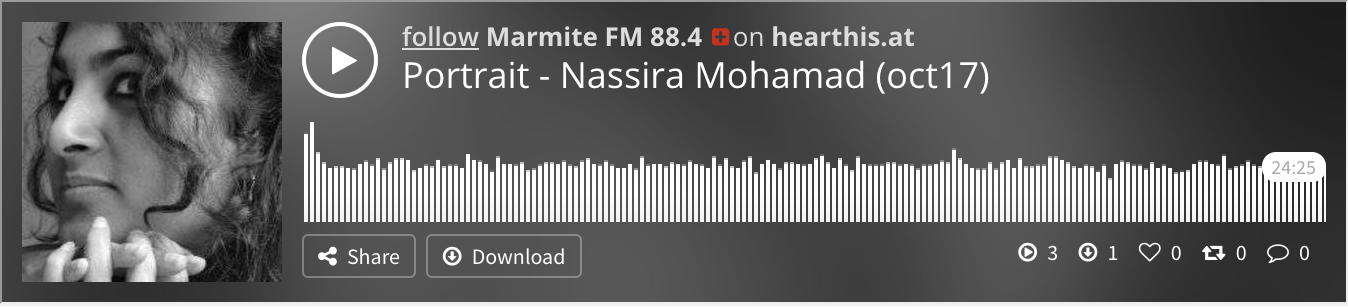 follow Marmite FM 88.4 on hearthis.at
Portrait - Nassira Mohamad (oct17)
24:25
Share Download 3 1 0 0 0